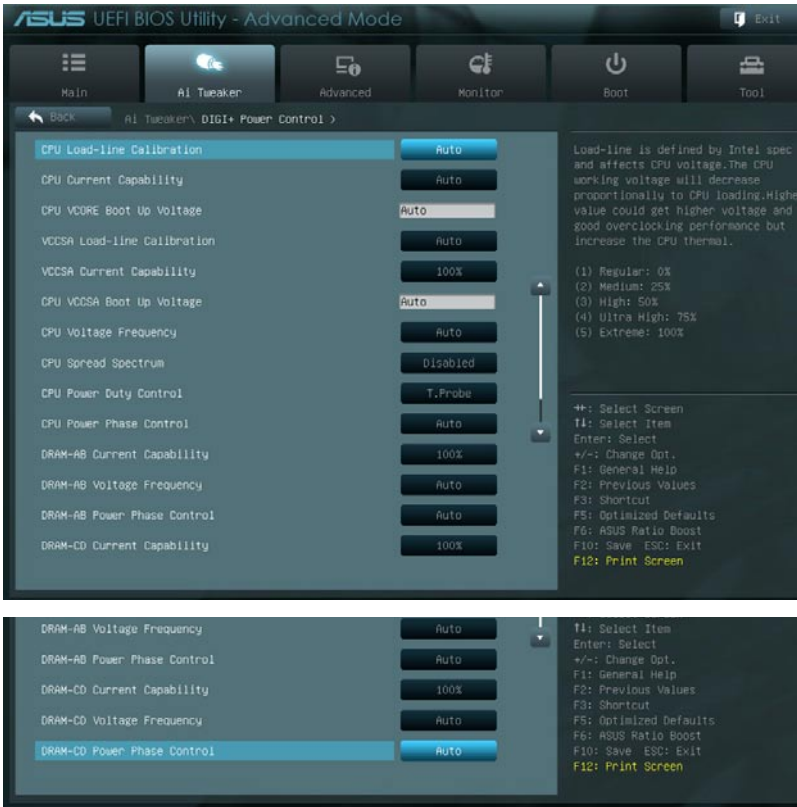 ASUS UEFI BIOS Utility - Advanced Mode
Exit
Main
Ai Tweaker
Advanced
Monitor
Boot
Tool
Back
Ai Tweaker\ DIGI+ Power Control >
CPU Load-line Calibration Auto
CPU Current Capability Auto
CPU VCORE Boot Up Voltage Auto
VCCSA Load-line Calibration Auto
VCCSA Current Capability 100%
CPU VCCSA Boot Up Voltage Auto
CPU Voltage Frequency Auto
CPU Spread Spectrum Disabled
CPU Power Duty Control T.Probe
CPU Power Phase Control Auto
DRAM-AB Current Capability 100%
DRAM-AB Voltage Frequency Auto
DRAM-AB Power Phase Control Auto
DRAM-CD Current Capability 100%
Load-line is defined by Intel spec
and affects CPU voltage.The CPU
working voltage will decrease
proportionally to CPU loading.Highe
value could get higher voltage and
good overclocking performance but
increase the CPU thermal.
(1) Regular: 0%
(2) Medium: 25%
(3) High: 50%
(4) Ultra High: 75%
(5) Extreme: 100%
→←: Select Screen
↑↓: Select Item
Enter: Select
+/-: Change Opt.
F1: General Help
F2: Previous Values
F3: Shortcut
F5: Optimized Defaults
F6: ASUS Ratio Boost
F10: Save ESC: Exit
F12: Print Screen
DRAM-AB Voltage Frequency Auto
DRAM-AB Power Phase Control Auto
DRAM-CD Current Capability 100%
DRAM-CD Voltage Frequency Auto
DRAM-CD Power Phase Control Auto
↑↓: Select Item
Enter: Select
+/-: Change Opt.
F1: General Help
F2: Previous Values
F3: Shortcut
F5: Optimized Defaults
F6: ASUS Ratio Boost
F10: Save ESC: Exit
F12: Print Screen